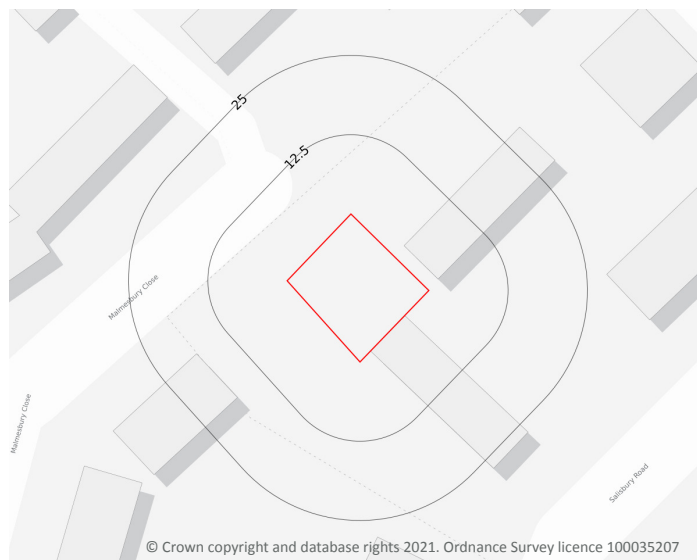 25
12.5
Malmesbury Close
Malmesbury Close
Salisbury Road
© Crown copyright and database rights 2021. Ordnance Survey licence 100035207